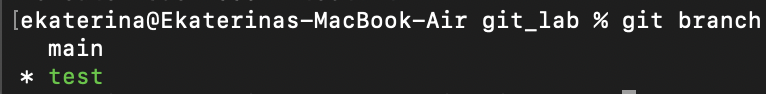 [ekaterina@Ekaterinas-MacBook-Air git_lab % git branch
main
* test